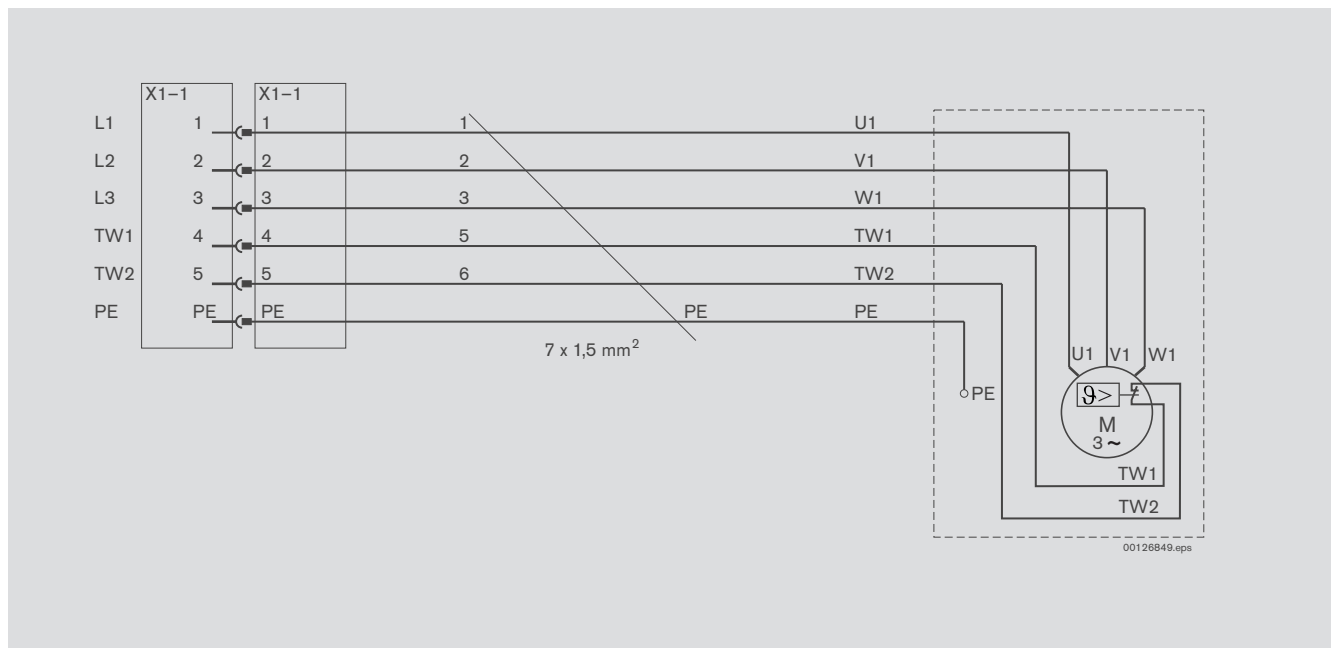 X1-1 X1-1
L1 1 1 1 U1
L2 2 2 2 V1
L3 3 3 3 W1
TW1 4 4 5 TW1
TW2 5 5 6 TW2
PE PE PE PE PE
7 x 1,5 mm²
U1 V1 W1
PE
ϑ>
M
3 ~
TW1
TW2
00126849.eps